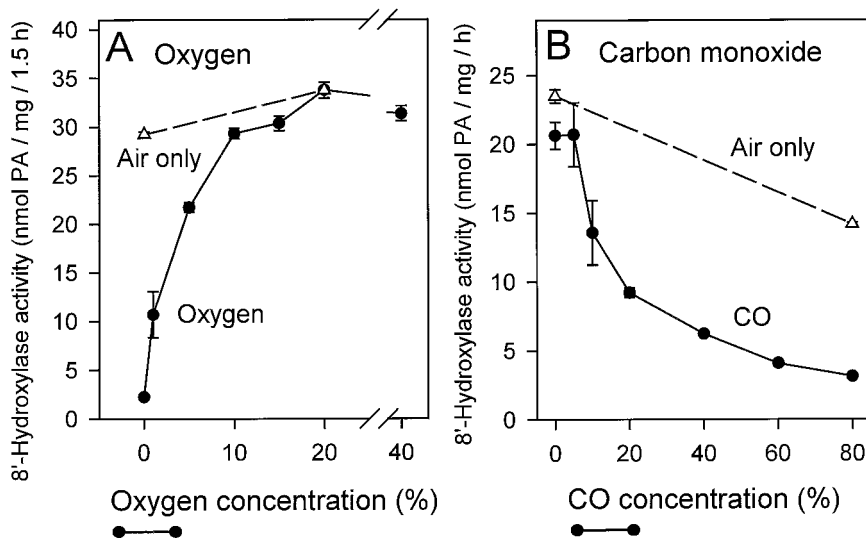 A Oxygen
8'-Hydroxylase activity (nmol PA / mg / 1.5 h)
40
35
30
25
20
15
10
5
0
Air only
Oxygen
0 10 20 40
Oxygen concentration (%)
B Carbon monoxide
8'-Hydroxylase activity (nmol PA / mg / h)
25
20
15
10
5
0
Air only
CO
0 20 40 60 80
CO concentration (%)